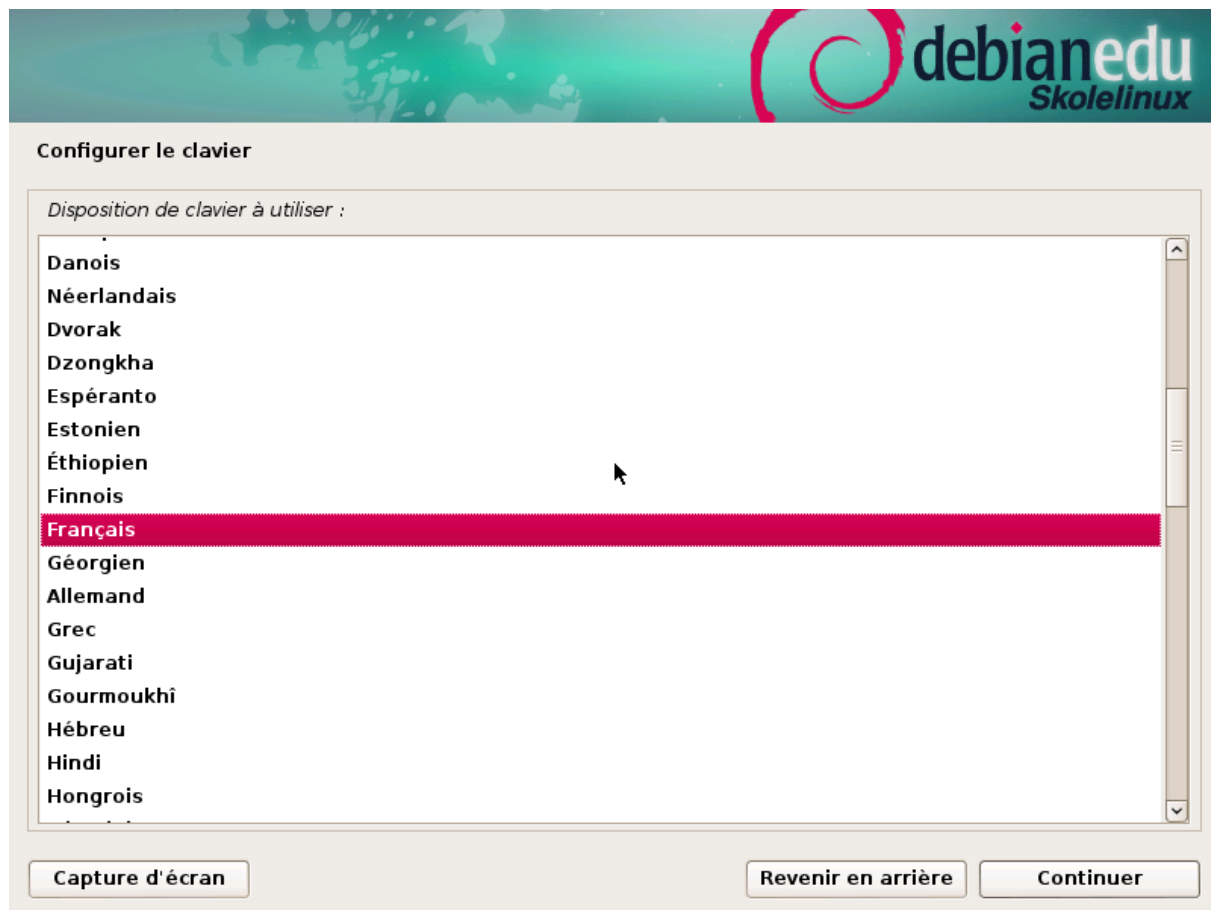 debianedu
Skolelinux
Configurer le clavier
Disposition de clavier à utiliser :
Danois
Néerlandais
Dvorak
Dzongkha
Espéranto
Estonien
Éthiopien
Finnois
Français
Géorgien
Allemand
Grec
Gujarati
Gourmoukhî
Hébreu
Hindi
Hongrois
Capture d'écran
Revenir en arrière
Continuer